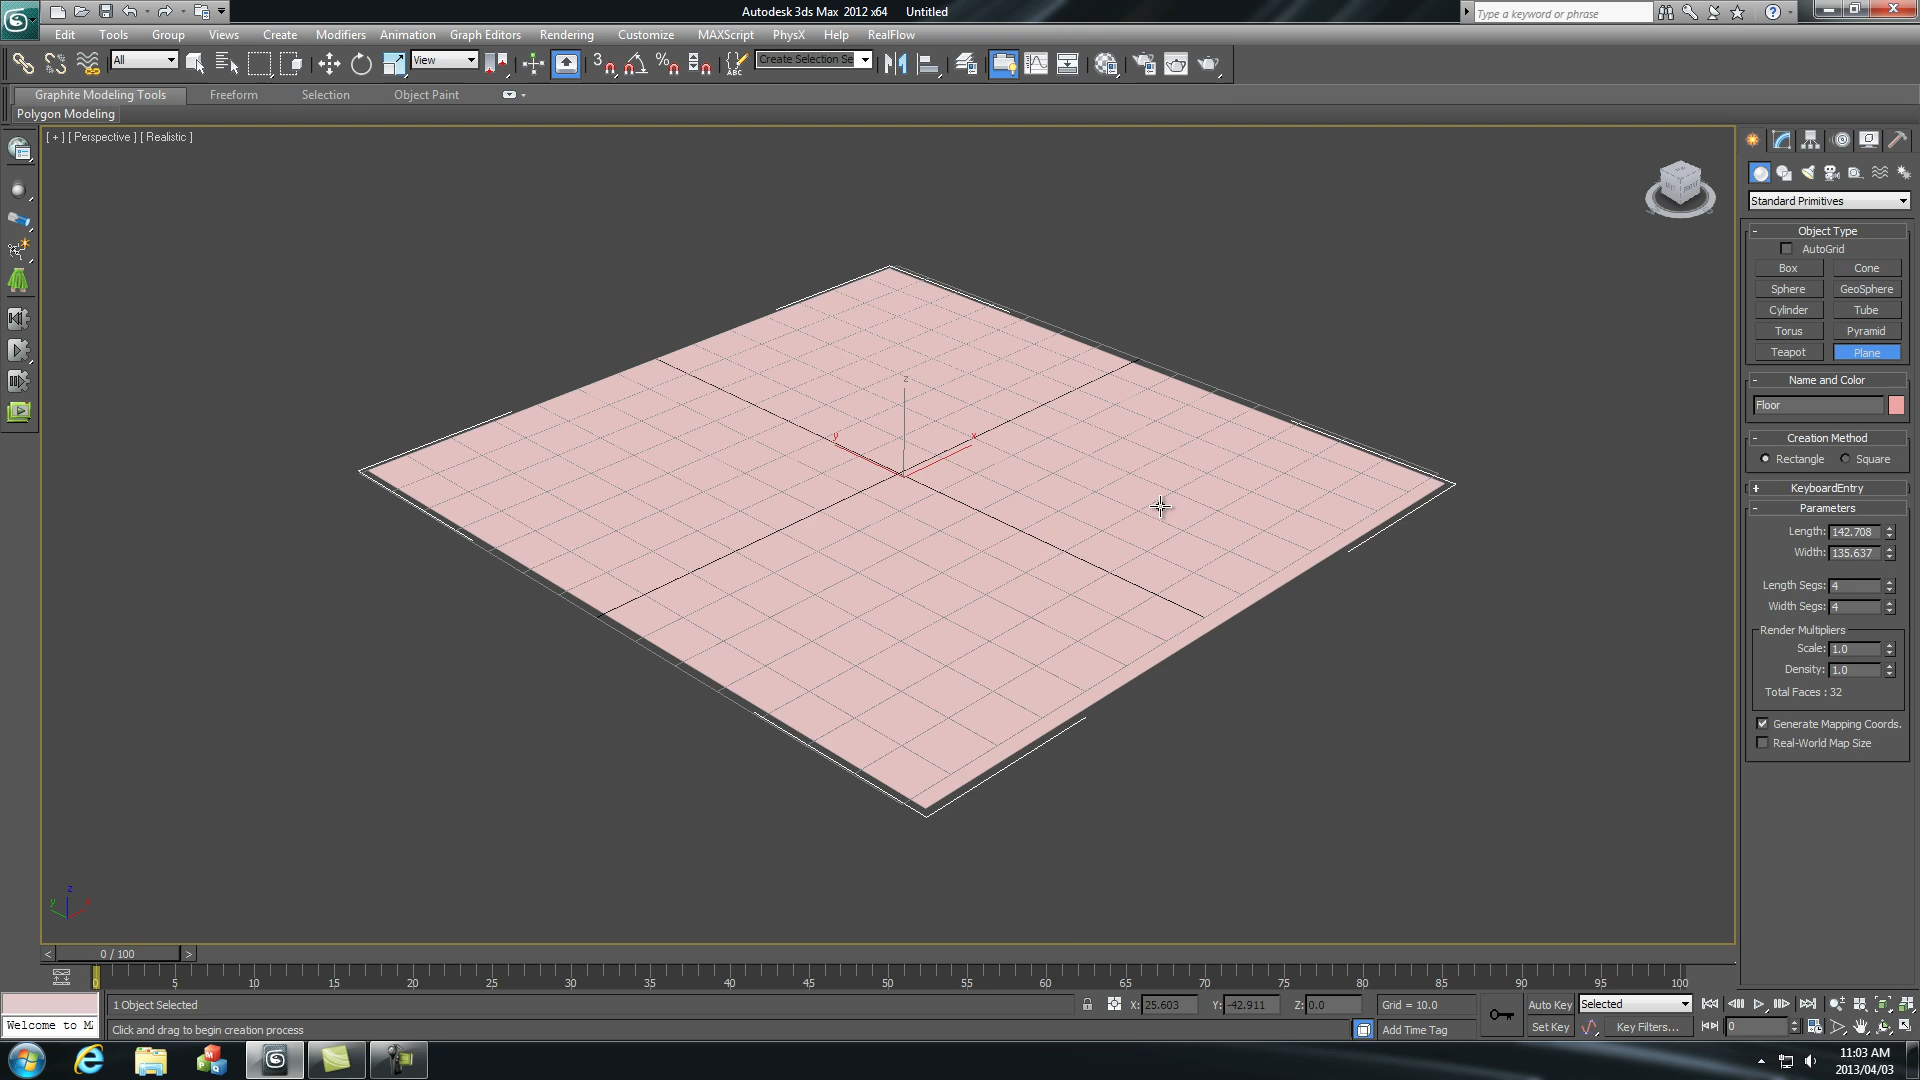 Autodesk 3ds Max 2012 x64 Untitled
Type a keyword or phrase
Edit Tools Group Views Create Modifiers Animation Graph Editors Rendering Customize MAXScript PhysX Help RealFlow
All
View
3
%
ABC
Create Selection Se
Graphite Modeling Tools Freeform Selection Object Paint
Polygon Modeling
[ + ] [ Perspective ] [ Realistic ]
z
y
x
z
y
x
Standard Primitives
- Object Type
AutoGrid
Box Cone
Sphere GeoSphere
Cylinder Tube
Torus Pyramid
Teapot Plane
- Name and Color
Floor
- Creation Method
Rectangle Square
+ KeyboardEntry
- Parameters
Length: 142.708
Width: 135.637
Length Segs: 4
Width Segs: 4
Render Multipliers
Scale: 1.0
Density: 1.0
Total Faces : 32
Generate Mapping Coords.
Real-World Map Size
< 0 / 100 >
0 5 10 15 20 25 30 35 40 45 50 55 60 65 70 75 80 85 90 95 100
1 Object Selected X: 25.603 Y: -42.911 Z: 0.0 Grid = 10.0 Auto Key Selected
Welcome to M
Click and drag to begin creation process Add Time Tag Set Key Key Filters... 0
11:03 AM
2013/04/03